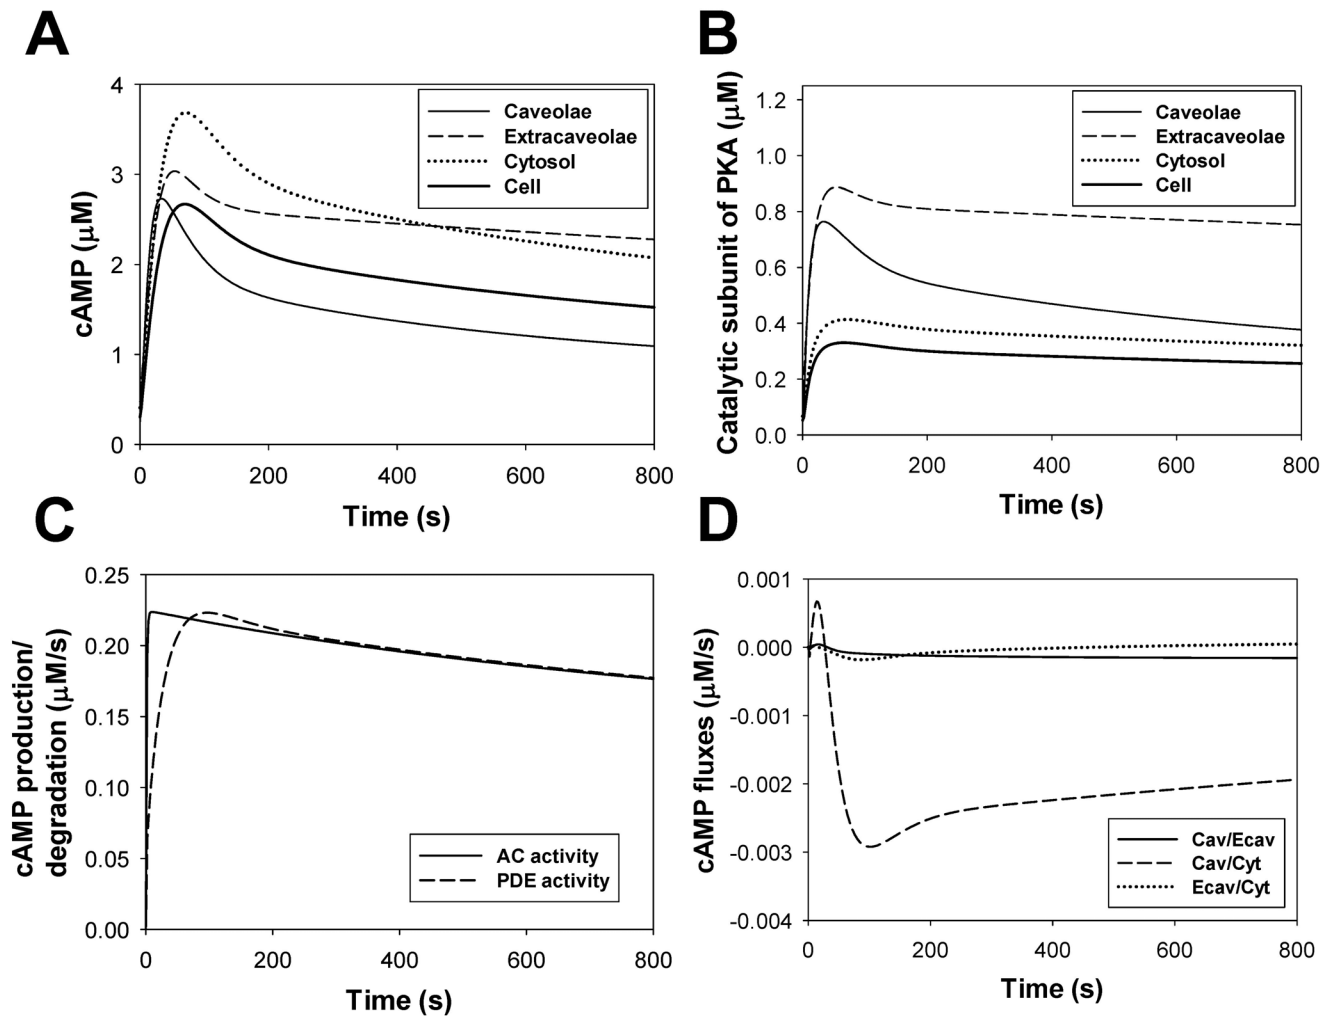 A
cAMP (μM)
4
3
2
1
0
Caveolae
Extracaveolae
Cytosol
Cell
0 200 400 600 800
Time (s)
B
Catalytic subunit of PKA (μM)
1.2
1.0
0.8
0.6
0.4
0.2
0.0
Caveolae
Extracaveolae
Cytosol
Cell
0 200 400 600 800
Time (s)
C
cAMP production/
degradation (μM/s)
0.25
0.20
0.15
0.10
0.05
0.00
AC activity
PDE activity
0 200 400 600 800
Time (s)
D
cAMP fluxes (μM/s)
0.001
0.000
-0.001
-0.002
-0.003
-0.004
Cav/Ecav
Cav/Cyt
Ecav/Cyt
0 200 400 600 800
Time (s)